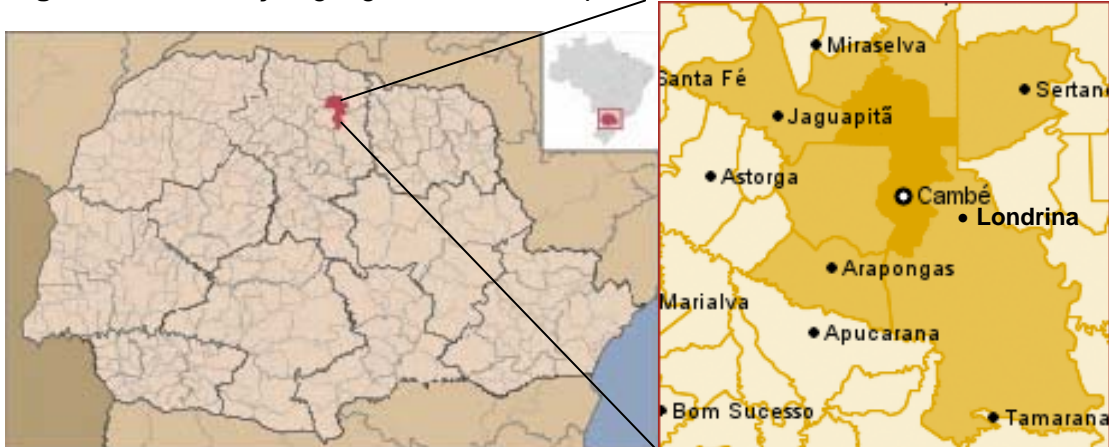 Miraselva
Santa Fé
Sertan
Jaguapitã
Astorga
Cambé
Londrina
Arapongas
Marialva
Apucarana
Bom Sucesso
Tamarana